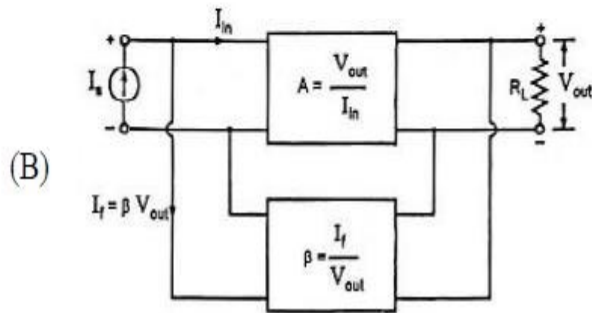 I_in
+
+
I_s
A = V_out / I_in
R_L
V_out
-
-
(B)
I_f = β V_out
β = I_f / V_out